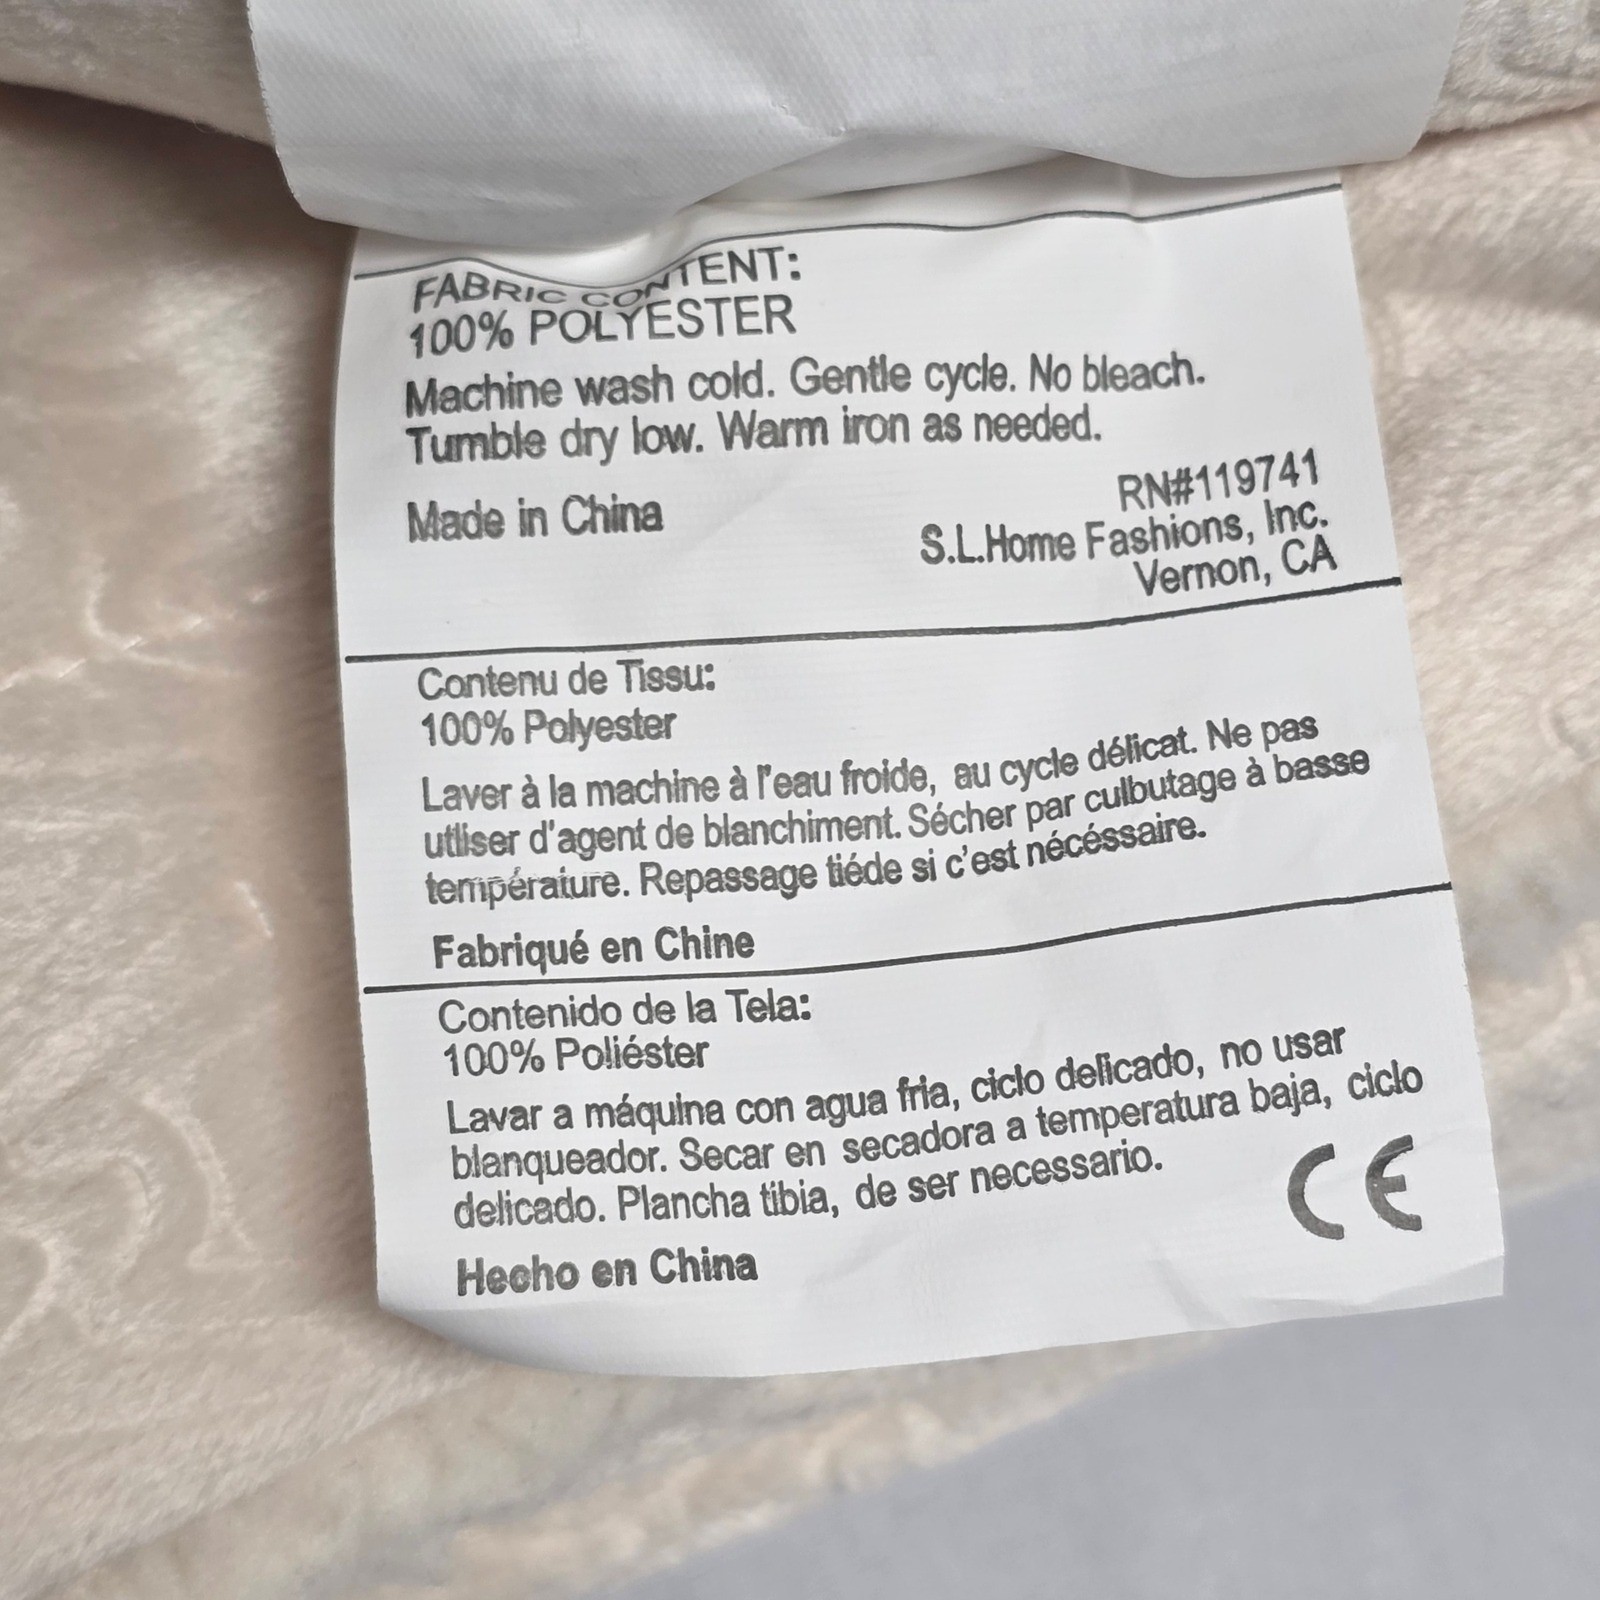 FABRIC CONTENT:
100% POLYESTER
Machine wash cold. Gentle cycle. No bleach.
Tumble dry low. Warm iron as needed.
Made in China
RN#119741
S.L.Home Fashions, Inc.
Vernon, CA
Contenu de Tissu:
100% Polyester
Laver à la machine à l'eau froide, au cycle délicat. Ne pas
utliser d'agent de blanchiment. Sécher par culbutage à basse
température. Repassage tiéde si c'est nécéssaire.
Fabriqué en Chine
Contenido de la Tela:
100% Poliéster
Lavar a máquina con agua fria, ciclo delicado, no usar
blanqueador. Secar en secadora a temperatura baja, ciclo
delicado. Plancha tibia, de ser necessario.
Hecho en China
CE